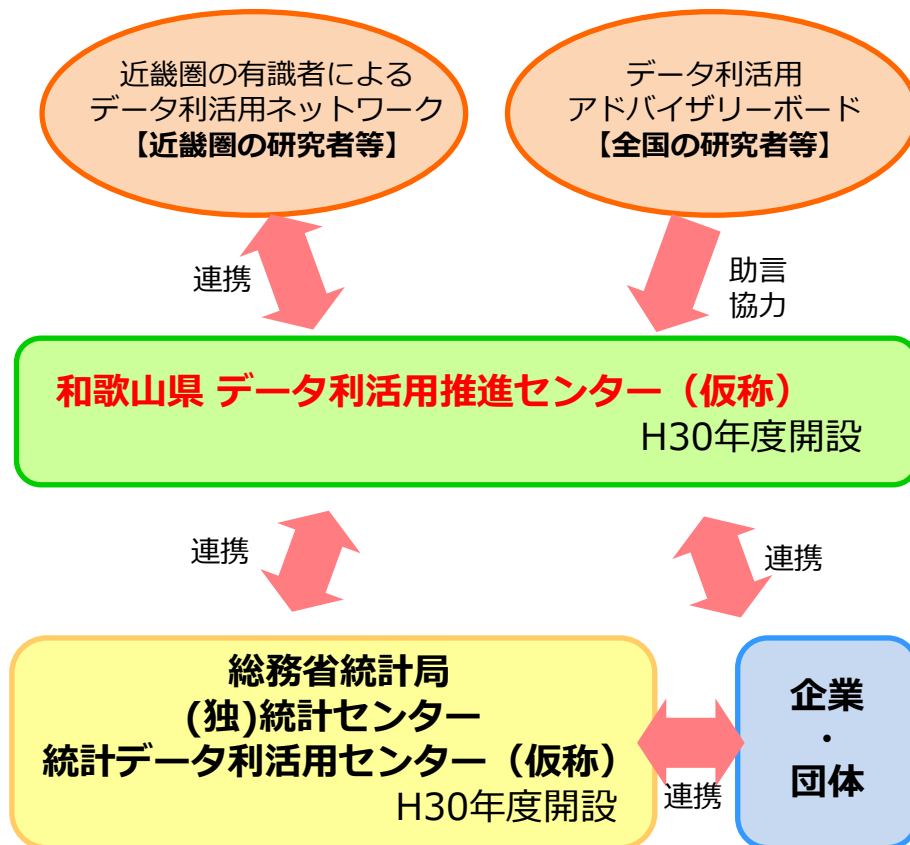 近畿圏の有識者による
データ利活用ネットワーク
【近畿圏の研究者等】
データ利活用
アドバイザリーボード
【全国の研究者等】
連携
助言
協力
和歌山県 データ利活用推進センター（仮称）
H30年度開設
連携
連携
総務省統計局
(独)統計センター
統計データ利活用センター（仮称）
H30年度開設
連携
企業
・
団体